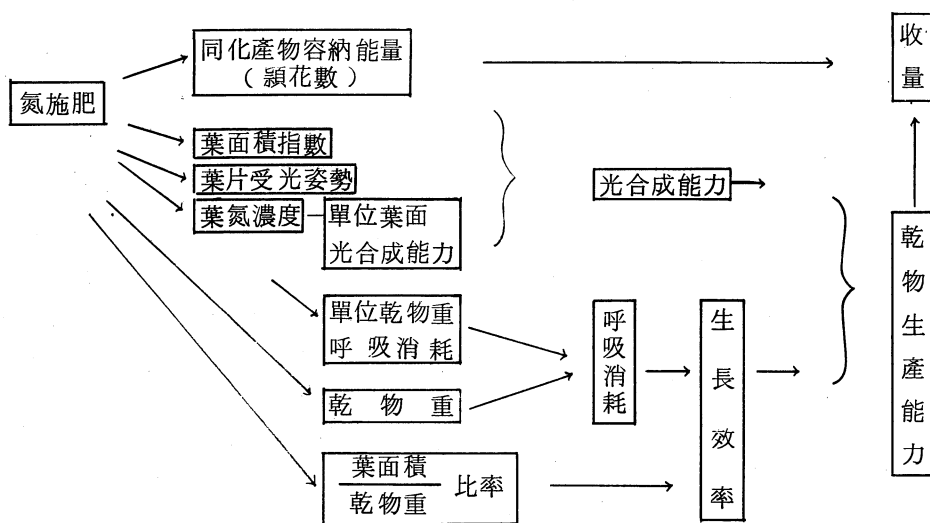 同化產物容納能量
（穎花數）
收量
氮施肥
葉面積指數
葉片受光姿勢
光合成能力
葉氮濃度
單位葉面
光合成能力
乾物生產能力
單位乾物重
呼吸消耗
呼吸消耗
生長效率
乾物重
葉面積
乾物重
比率